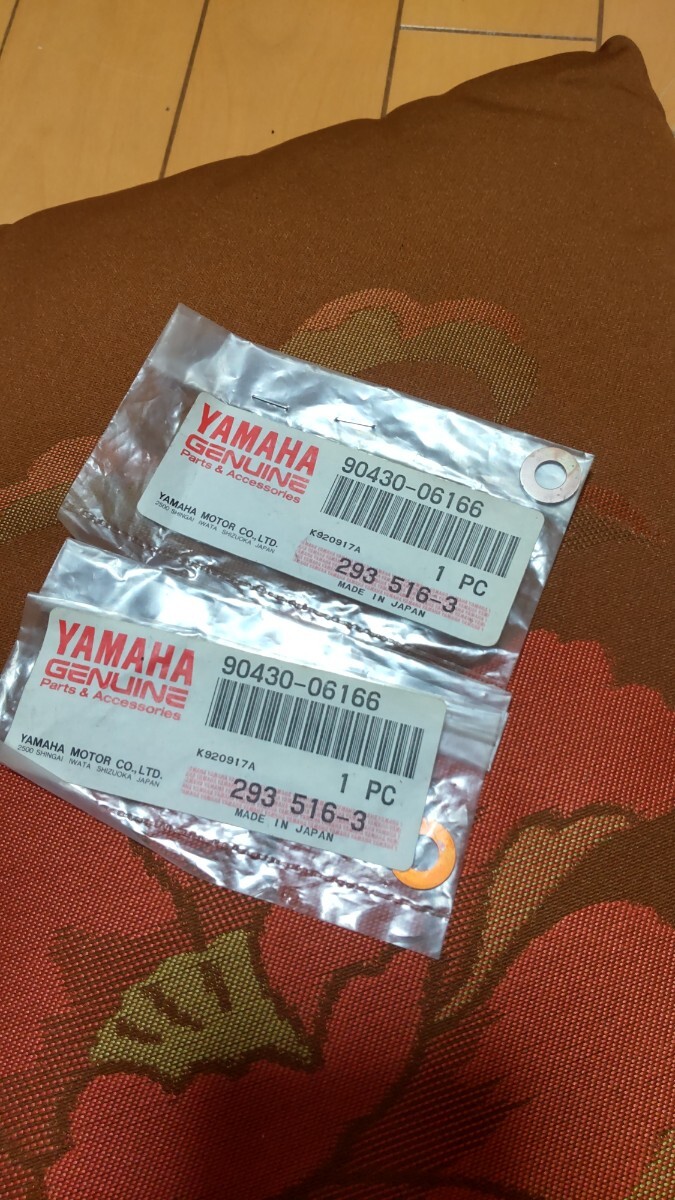 YAMAHA
GENUINE
Parts & Accessories
90430-06166
YAMAHA MOTOR CO.,LTD.
2500 SHINGAI IWATA SHIZUOKA JAPAN
K920917A
1 PC
293 516-3
MADE IN JAPAN
YAMAHA
GENUINE
Parts & Accessories
90430-06166
YAMAHA MOTOR CO.,LTD.
2500 SHINGAI IWATA SHIZUOKA JAPAN
K920917A
1 PC
293 516-3
MADE IN JAPAN